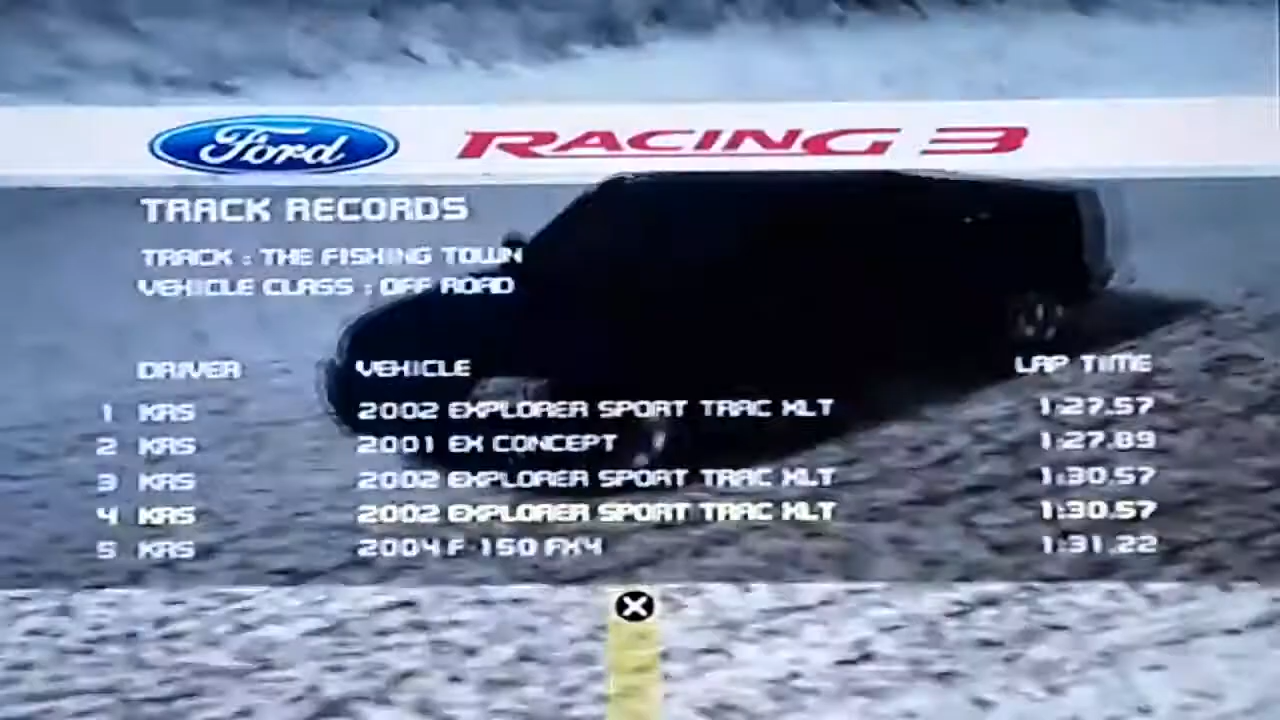 Ford RACING 3
TRACK RECORDS
TRACK : THE FISHING TOWN
VEHICLE CLASS : OFF ROAD
DRIVER VEHICLE LAP TIME
1 KRS 2002 EXPLORER SPORT TRAC XLT 1:27.57
2 KRS 2001 EX CONCEPT 1:27.89
3 KRS 2002 EXPLORER SPORT TRAC XLT 1:30.57
4 KRS 2002 EXPLORER SPORT TRAC XLT 1:30.57
5 KRS 2004 F-150 FX4 1:31.22